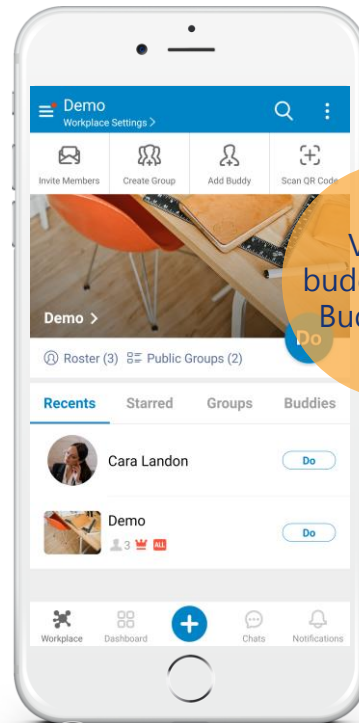 Demo
Workplace Settings >
Invite Members
Create Group
Add Buddy
Scan QR Code
Demo >
Do
Roster (3)
Public Groups (2)
Recents
Starred
Groups
Buddies
Cara Landon
Do
Demo
3
ALL
Do
Workplace
Dashboard
Chats
Notifications